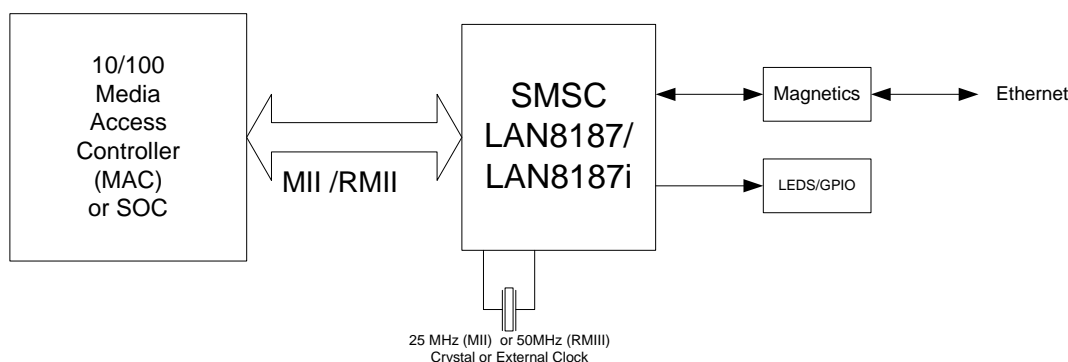 10/100
Media
Access
Controller
(MAC)
or SOC
MII /RMII
SMSC
LAN8187/
LAN8187i
Magnetics
Ethernet
LEDS/GPIO
25 MHz (MII) or 50MHz (RMIII)
Crystal or External Clock